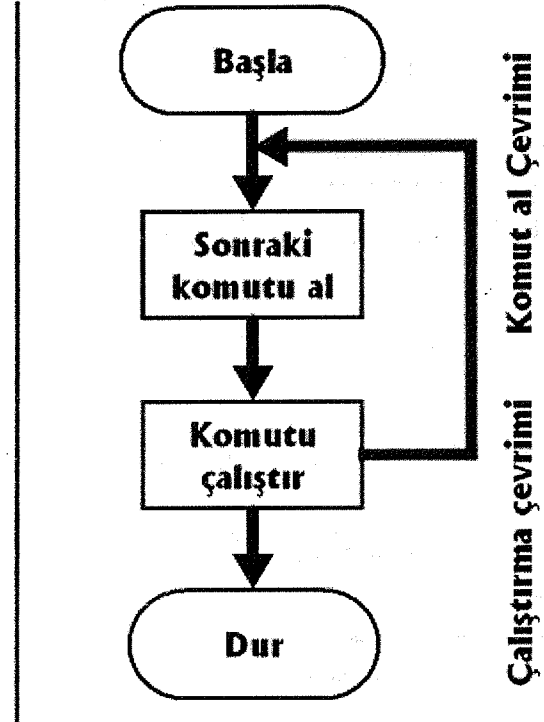 Başla
Sonraki
komutu al
Komutu
çalıştır
Dur
Komut al Çevrimi
Çalıştırma çevrimi